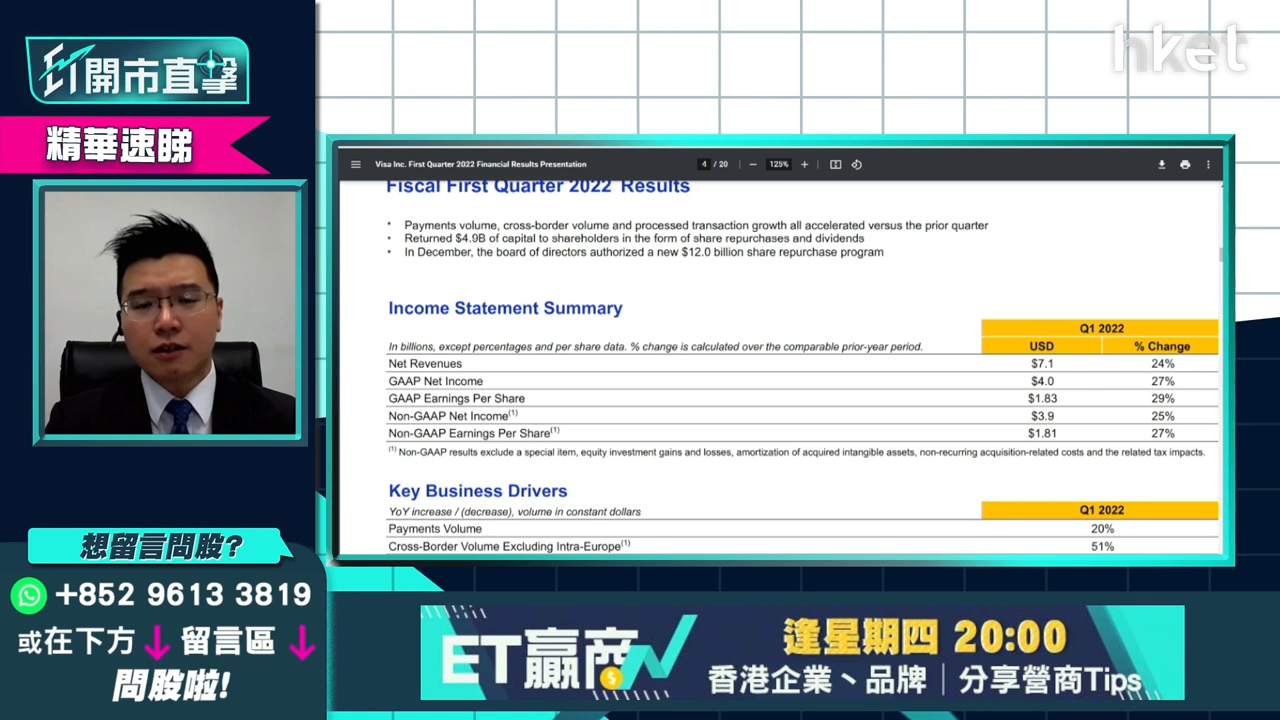 hket
ET開市直擊
精華速睇
Visa Inc. First Quarter 2022 Financial Results Presentation
4 / 20
125%
Fiscal First Quarter 2022 Results
• Payments volume, cross-border volume and processed transaction growth all accelerated versus the prior quarter
• Returned $4.9B of capital to shareholders in the form of share repurchases and dividends
• In December, the board of directors authorized a new $12.0 billion share repurchase program
Income Statement Summary
Q1 2022
In billions, except percentages and per share data. % change is calculated over the comparable prior-year period. USD % Change
Net Revenues $7.1 24%
GAAP Net Income $4.0 27%
GAAP Earnings Per Share $1.83 29%
Non-GAAP Net Income(1) $3.9 25%
Non-GAAP Earnings Per Share(1) $1.81 27%
(1) Non-GAAP results exclude a special item, equity investment gains and losses, amortization of acquired intangible assets, non-recurring acquisition-related costs and the related tax impacts.
Key Business Drivers
YoY increase / (decrease), volume in constant dollars Q1 2022
Payments Volume 20%
Cross-Border Volume Excluding Intra-Europe(1) 51%
想留言問股?
+852 9613 3819
或在下方 留言區
問股啦!
ET贏商
逢星期四 20:00
香港企業、品牌|分享營商Tips